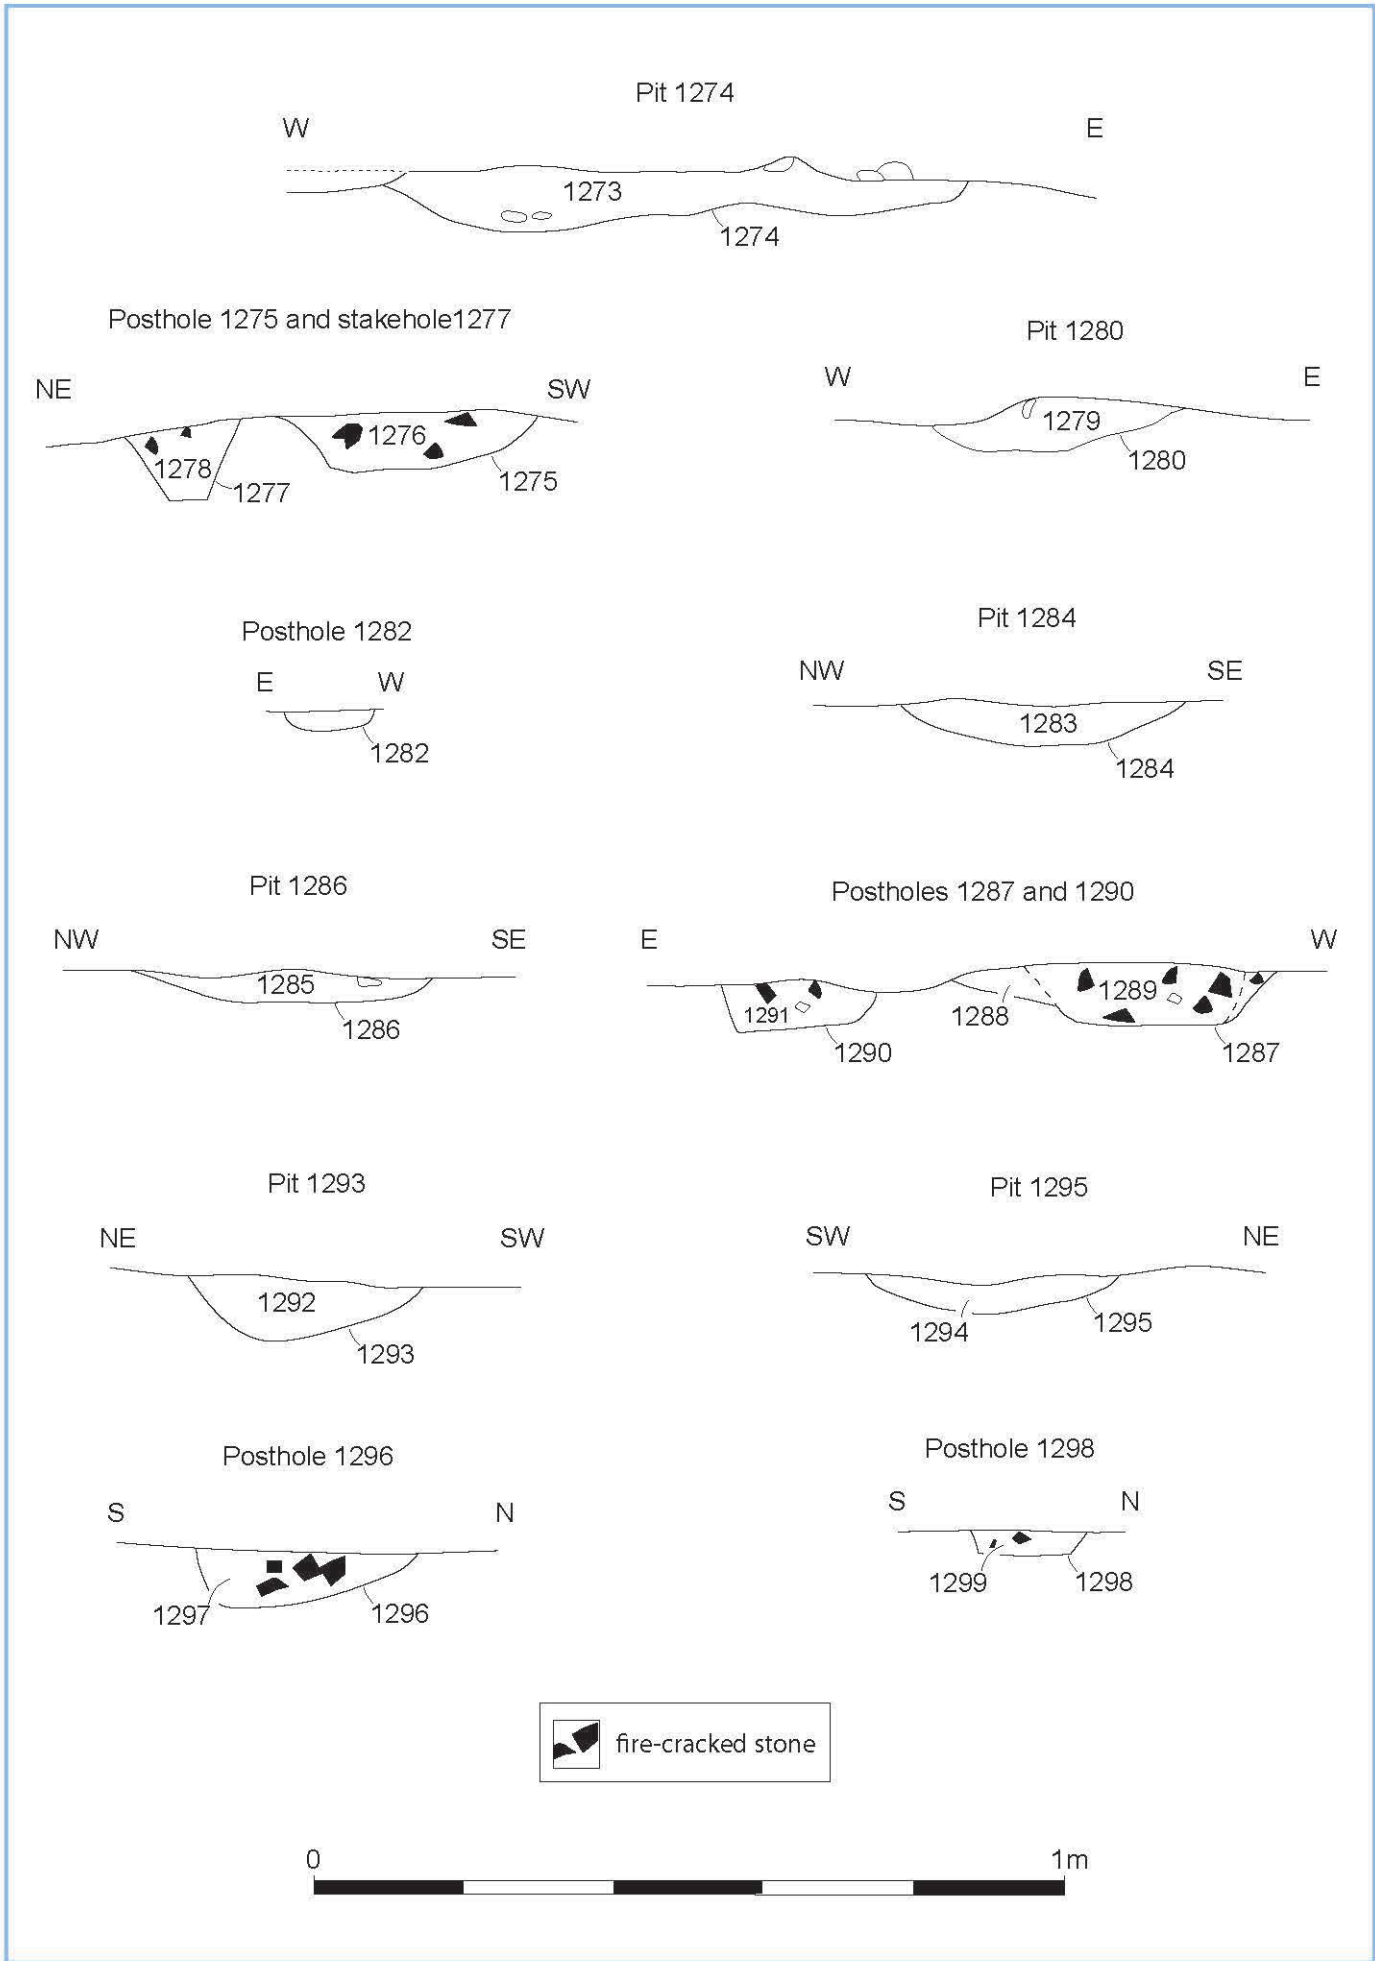 Pit 1274
W E
1273
1274
Posthole 1275 and stakehole1277
NE SW
1276
1278
1277
1275
Pit 1280
W E
1279
1280
Posthole 1282
E W
1282
Pit 1284
NW SE
1283
1284
Pit 1286
NW SE
1285
1286
Postholes 1287 and 1290
E W
1291
1288
1289
1290
1287
Pit 1293
NE SW
1292
1293
Pit 1295
SW NE
1294
1295
Posthole 1296
S N
1297
1296
Posthole 1298
S N
1299
1298
fire-cracked stone
0 1m